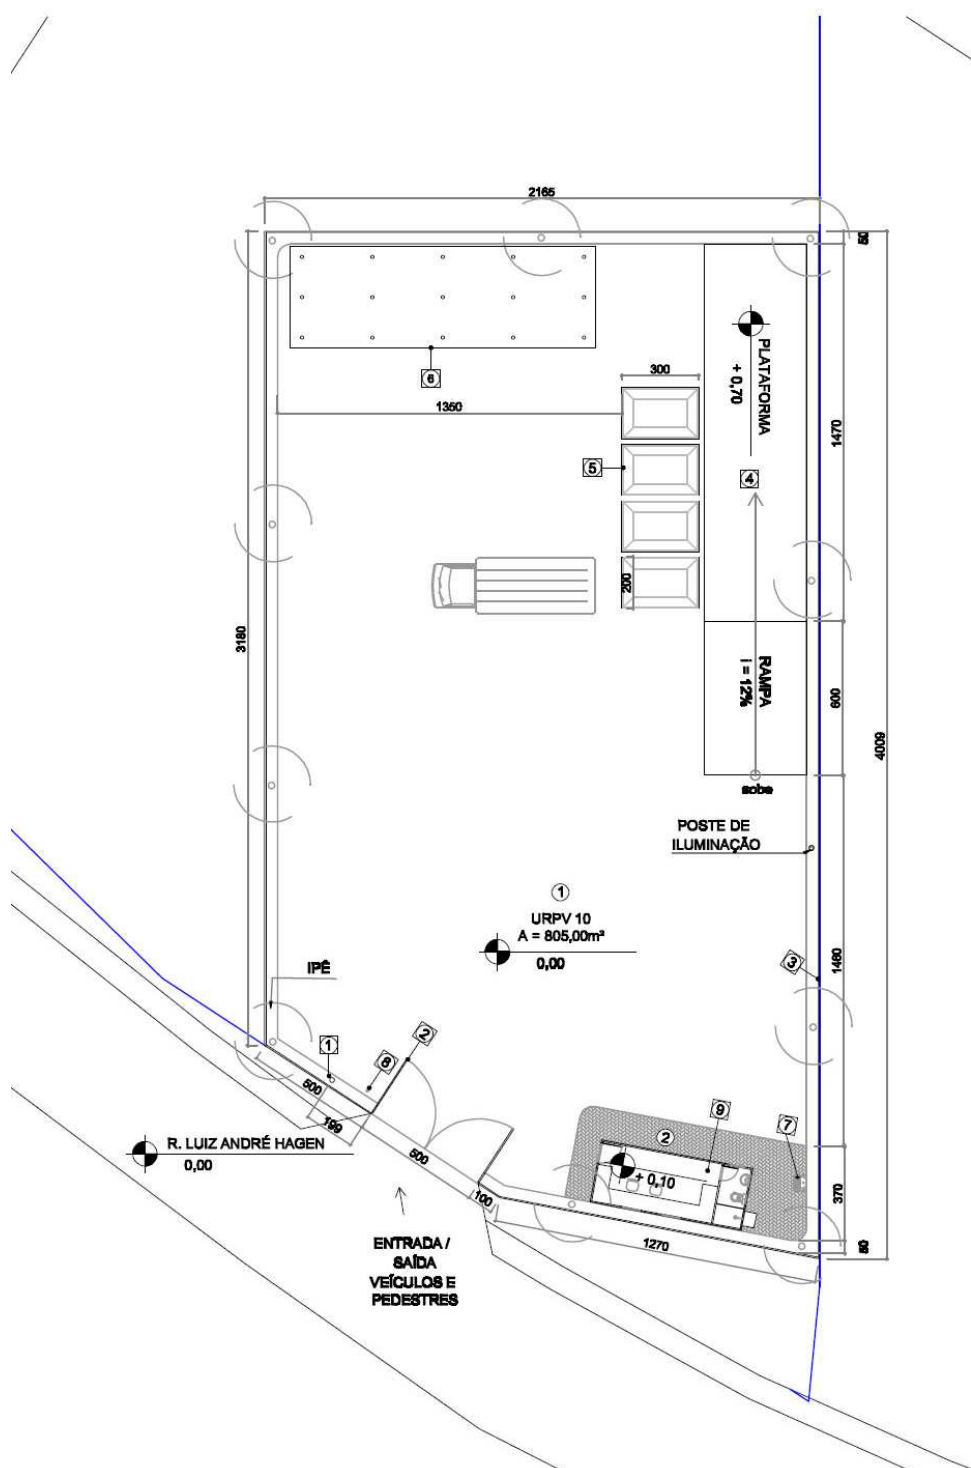 2165
50
PLATAFORMA
+ 0,70
300
6
1350
1470
5
4
200
3180
RAMPA
i = 12%
600
4009
sobe
POSTE DE
ILUMINAÇÃO
1
URPV 10
A = 805,00m²
0,00
3
1460
IPÊ
1
8
2
500
199
R. LUIZ ANDRÉ HAGEN
0,00
500
100
9
2
7
+ 0,10
370
ENTRADA /
SAÍDA
VEÍCULOS E
PEDESTRES
1270
50